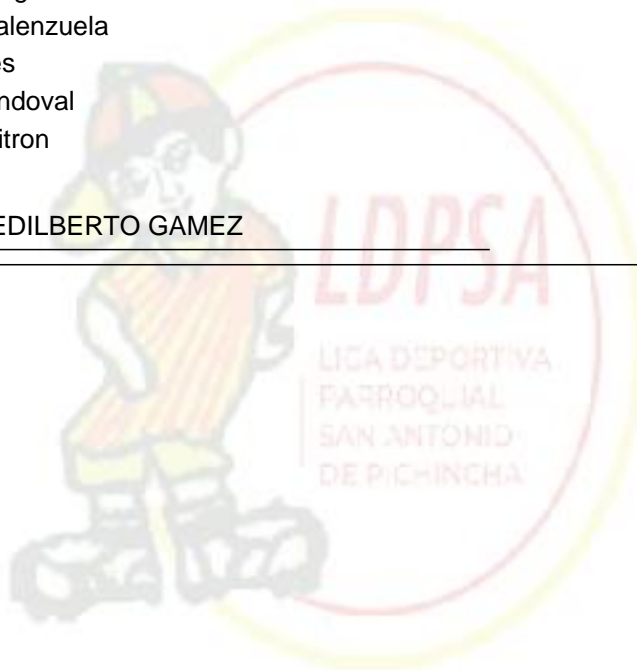 alenzuela
es
ndoval
itron
EDILBERTO GAMEZ
LDPSA
LIGA DEPORTIVA
PARROQUIAL
SAN ANTONIO
DE PICHINCHA